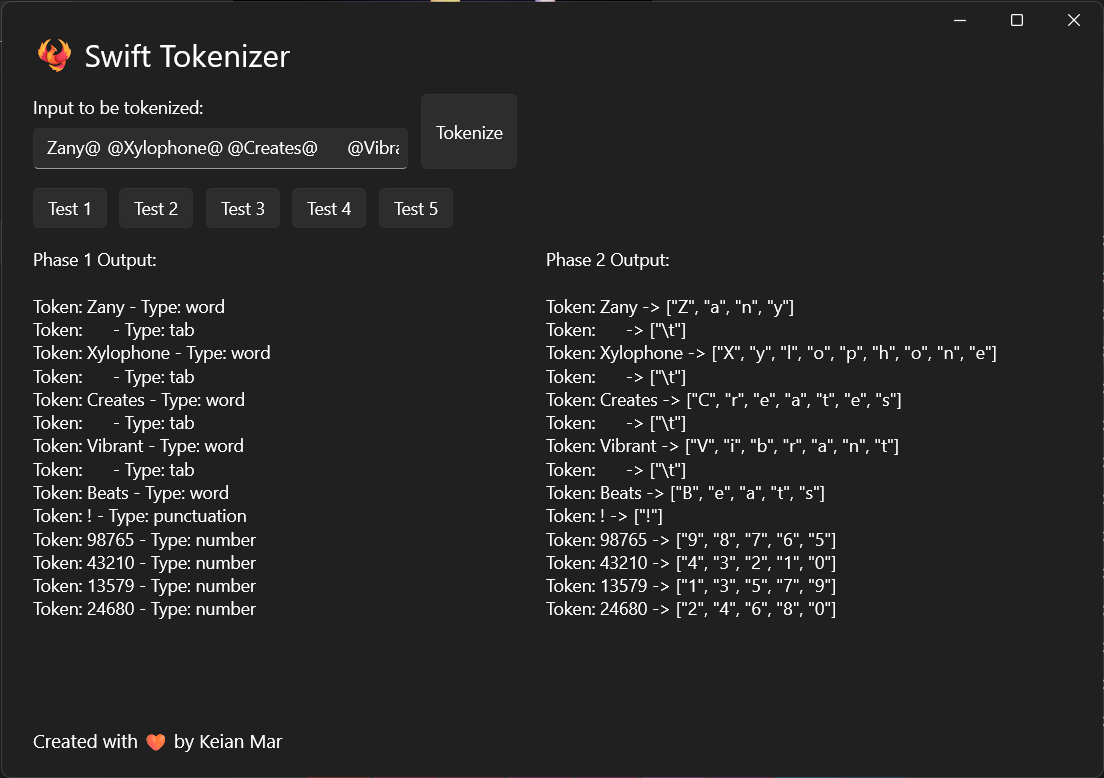 Swift Tokenizer
Input to be tokenized:
Tokenize
Zany@ @Xylophone@ @Creates@ @Vibra
Test 1 Test 2 Test 3 Test 4 Test 5
Phase 1 Output:
Token: Zany - Type: word
Token: - Type: tab
Token: Xylophone - Type: word
Token: - Type: tab
Token: Creates - Type: word
Token: - Type: tab
Token: Vibrant - Type: word
Token: - Type: tab
Token: Beats - Type: word
Token: ! - Type: punctuation
Token: 98765 - Type: number
Token: 43210 - Type: number
Token: 13579 - Type: number
Token: 24680 - Type: number
Phase 2 Output:
Token: Zany -> ["Z", "a", "n", "y"]
Token: -> ["\t"]
Token: Xylophone -> ["X", "y", "l", "o", "p", "h", "o", "n", "e"]
Token: -> ["\t"]
Token: Creates -> ["C", "r", "e", "a", "t", "e", "s"]
Token: -> ["\t"]
Token: Vibrant -> ["V", "i", "b", "r", "a", "n", "t"]
Token: -> ["\t"]
Token: Beats -> ["B", "e", "a", "t", "s"]
Token: ! -> ["!"]
Token: 98765 -> ["9", "8", "7", "6", "5"]
Token: 43210 -> ["4", "3", "2", "1", "0"]
Token: 13579 -> ["1", "3", "5", "7", "9"]
Token: 24680 -> ["2", "4", "6", "8", "0"]
Created with ❤️ by Keian Mar